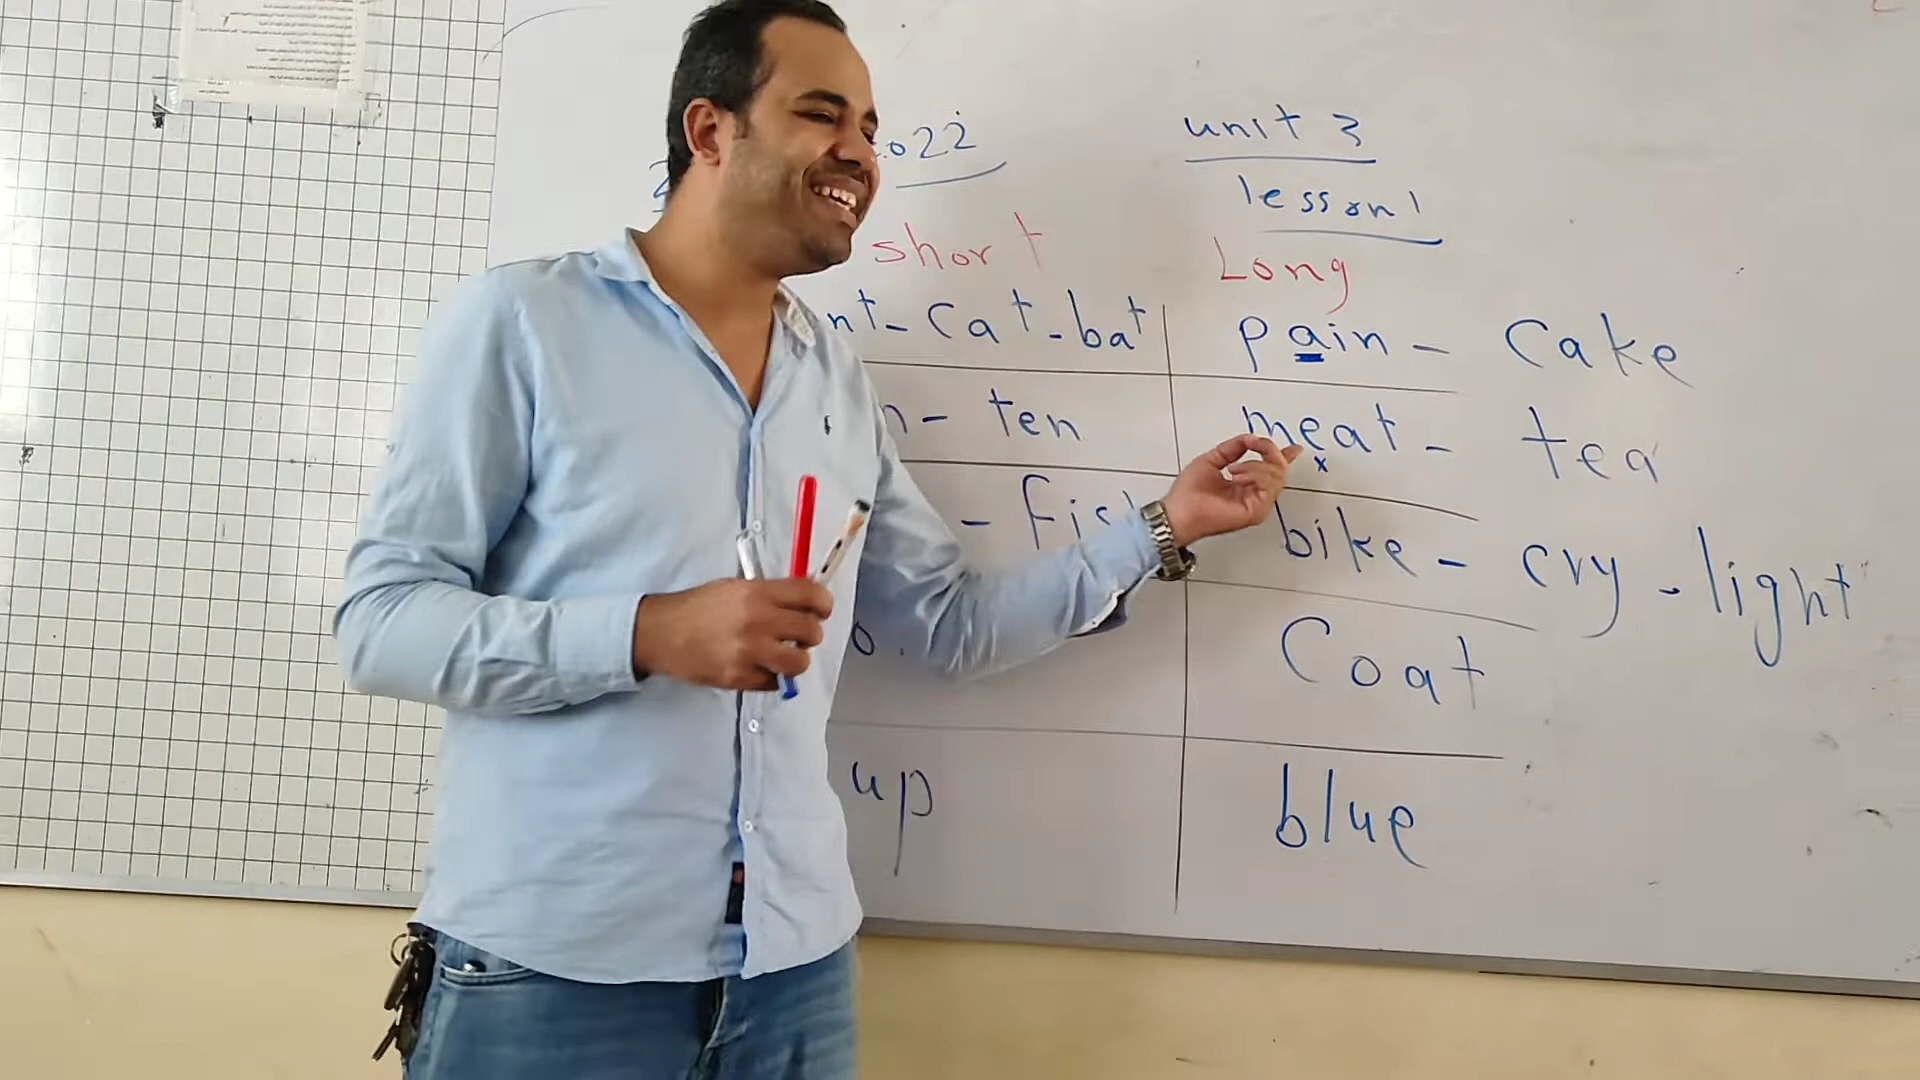 2022
unit 3
lesson 1
short
Long
nt - cat - bat
pain - cake
n - ten
meat - tea
- fish
bike - cry - light
o.
coat
up
blue